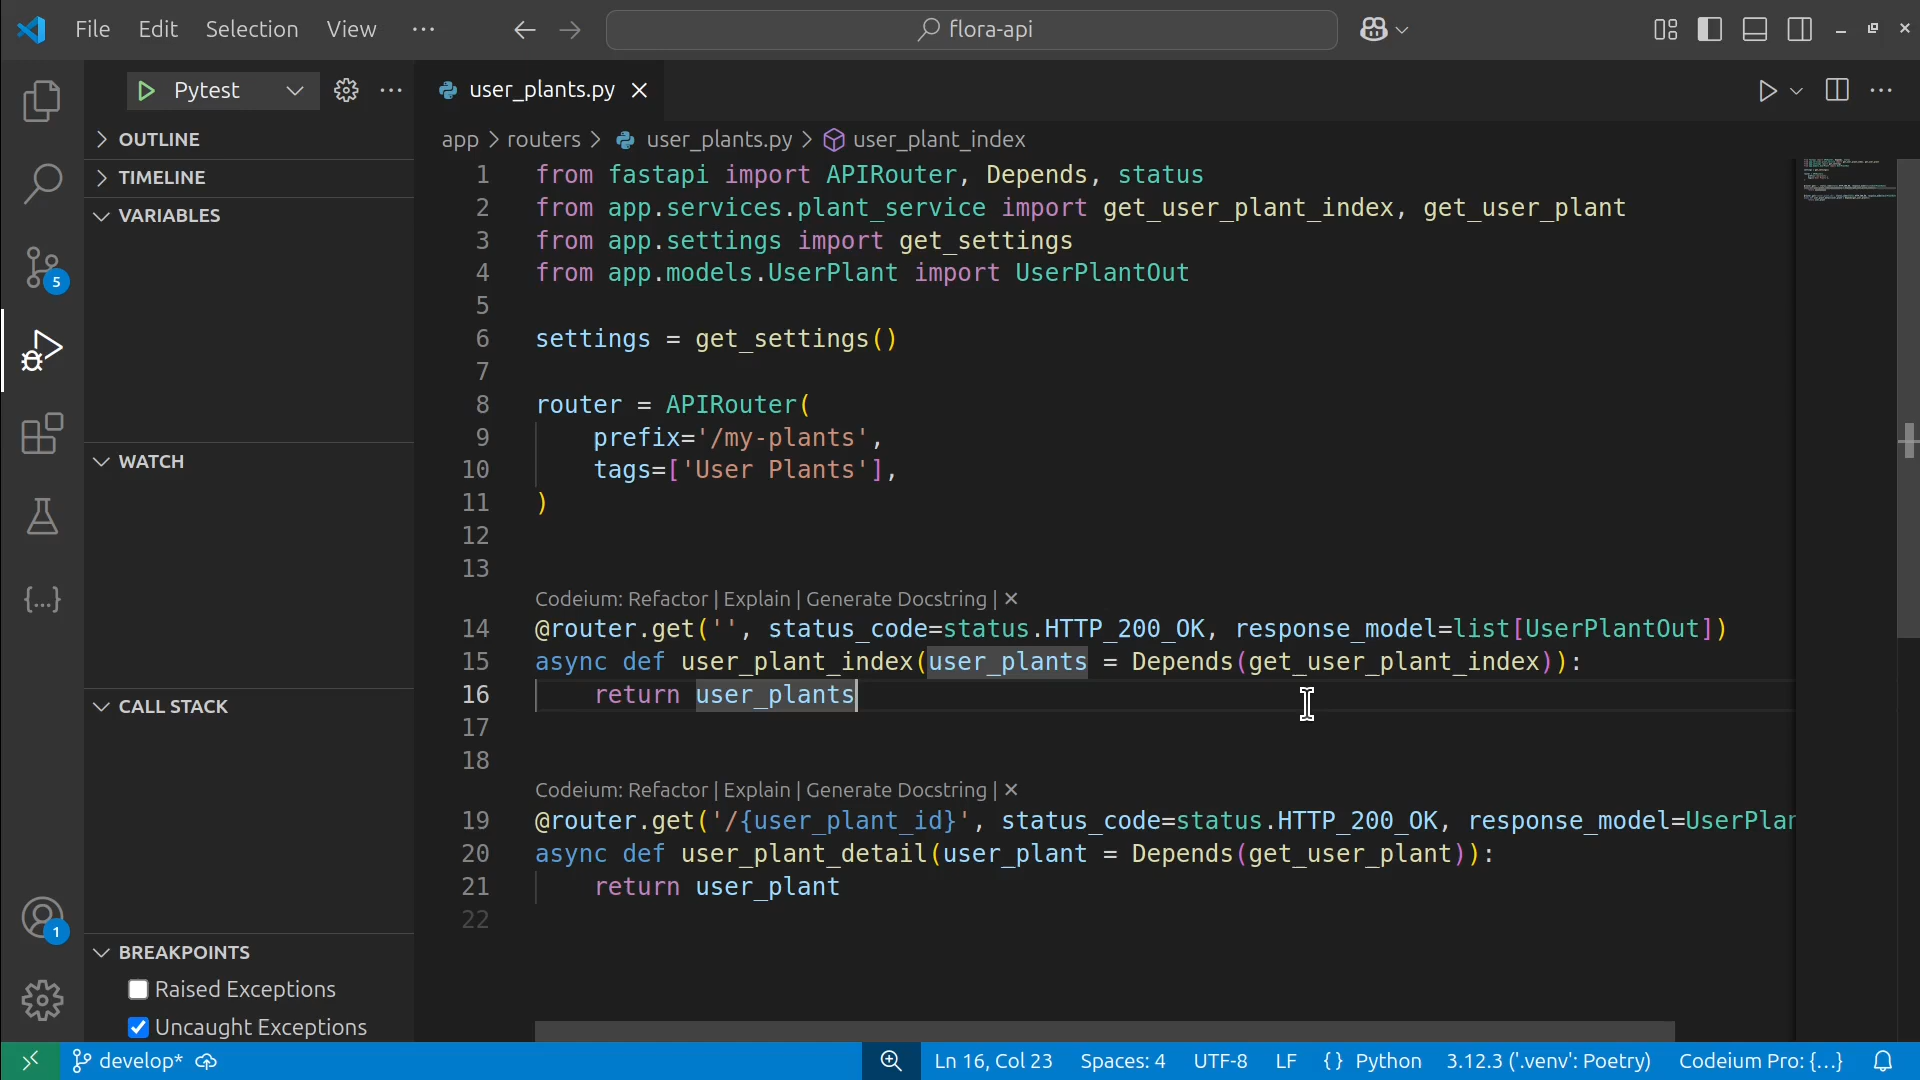 File Edit Selection View ··· flora-api
Pytest ···
user_plants.py
···
OUTLINE
TIMELINE
VARIABLES
WATCH
CALL STACK
BREAKPOINTS
Raised Exceptions
Uncaught Exceptions
5
1
{...}
app > routers > user_plants.py > user_plant_index
1 from fastapi import APIRouter, Depends, status
2 from app.services.plant_service import get_user_plant_index, get_user_plant
3 from app.settings import get_settings
4 from app.models.UserPlant import UserPlantOut
5
6 settings = get_settings()
7
8 router = APIRouter(
9     prefix='/my-plants',
10     tags=['User Plants'],
11 )
12
13
Codeium: Refactor | Explain | Generate Docstring | ✕
14 @router.get('', status_code=status.HTTP_200_OK, response_model=list[UserPlantOut])
15 async def user_plant_index(user_plants = Depends(get_user_plant_index)):
16     return user_plants
17
18
Codeium: Refactor | Explain | Generate Docstring | ✕
19 @router.get('/{user_plant_id}', status_code=status.HTTP_200_OK, response_model=UserPlan
20 async def user_plant_detail(user_plant = Depends(get_user_plant)):
21     return user_plant
22
develop* Ln 16, Col 23 Spaces: 4 UTF-8 LF {} Python 3.12.3 ('.venv': Poetry) Codeium Pro: {...}